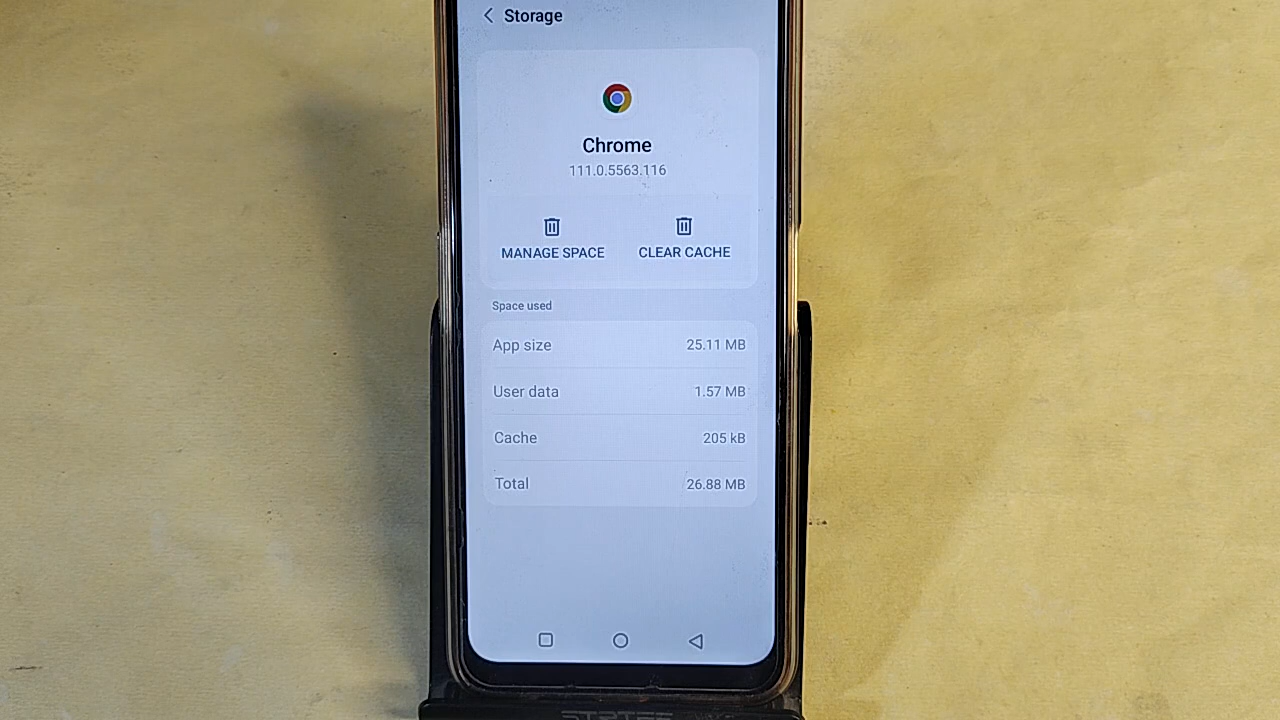 Storage
Chrome
111.0.5563.116
MANAGE SPACE CLEAR CACHE
Space used
App size 25.11 MB
User data 1.57 MB
Cache 205 kB
Total 26.88 MB